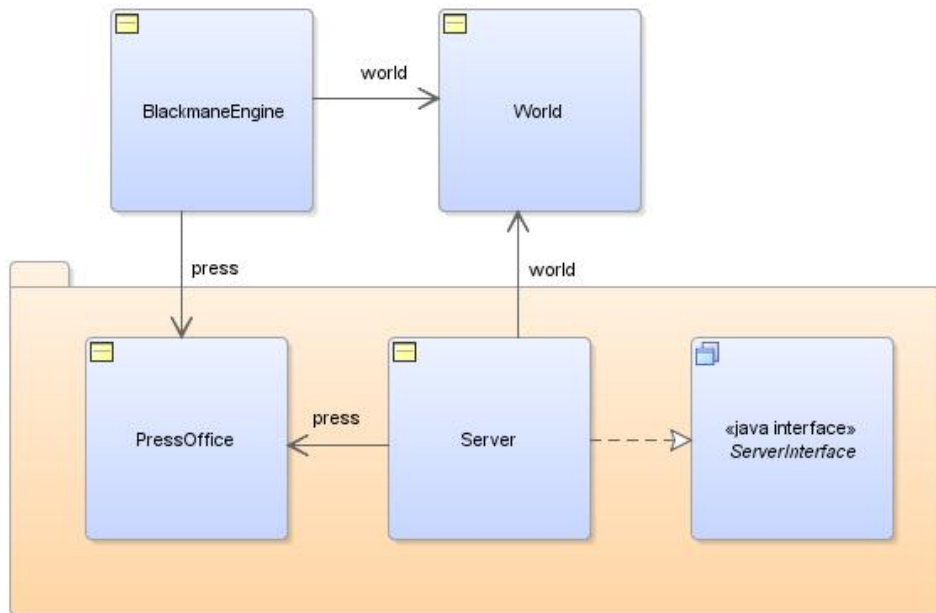 world
BlackmaneEngine
World
press
world
press
PressOffice
Server
«java interface»
ServerInterface